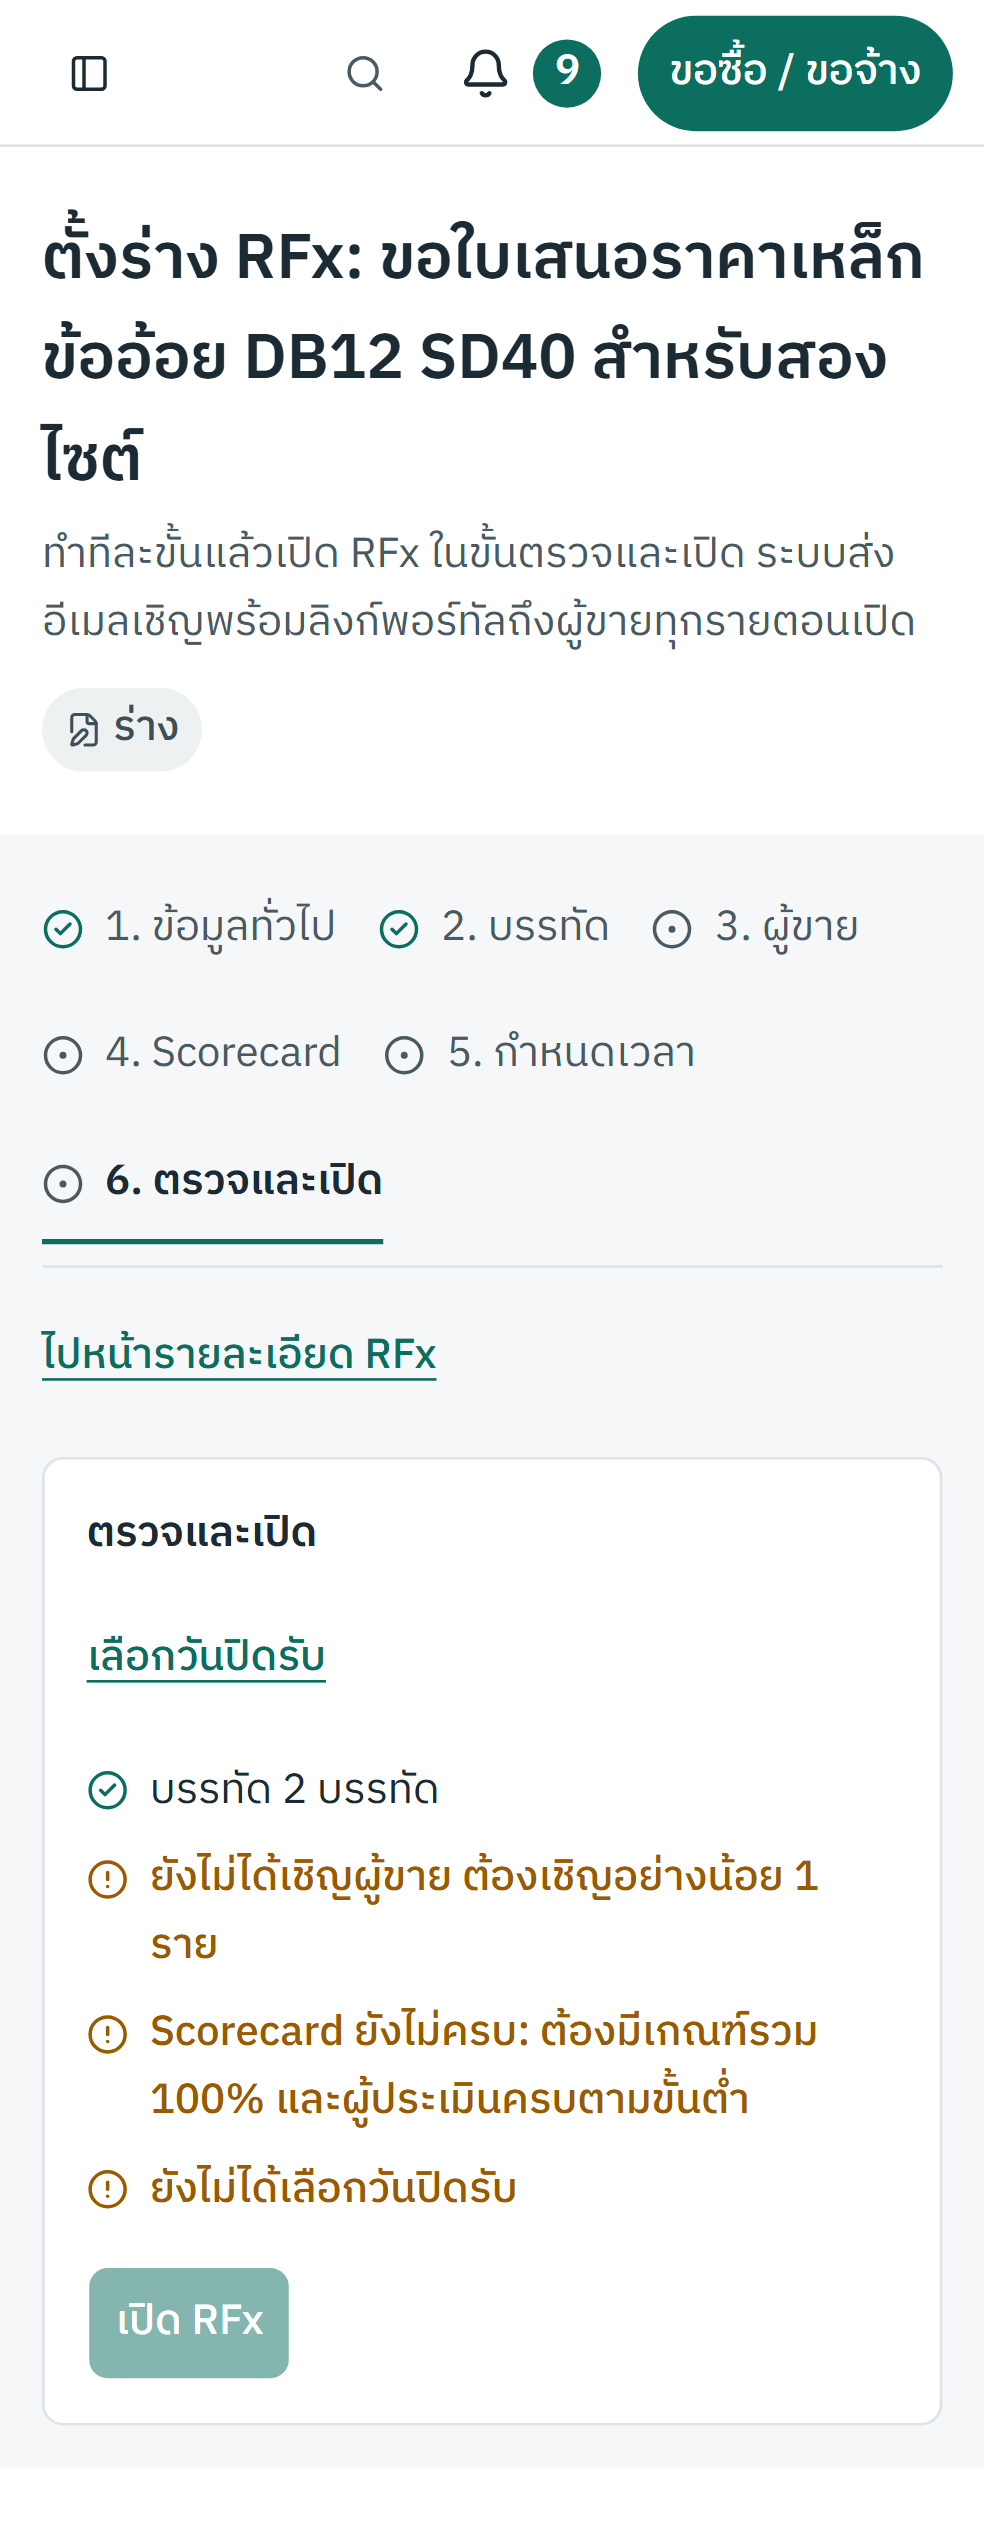 9
ขอซื้อ / ขอจ้าง
ตั้งร่าง RFx: ขอใบเสนอราคาเหล็ก
ข้ออ้อย DB12 SD40 สำหรับสอง
ไซต์
ทำทีละขั้นแล้วเปิด RFx ในขั้นตรวจและเปิด ระบบส่ง
อีเมลเชิญพร้อมลิงก์พอร์ทัลถึงผู้ขายทุกรายตอนเปิด
ร่าง
1. ข้อมูลทั่วไป
2. บรรทัด
3. ผู้ขาย
4. Scorecard
5. กำหนดเวลา
6. ตรวจและเปิด
ไปหน้ารายละเอียด RFx
ตรวจและเปิด
เลือกวันปิดรับ
บรรทัด 2 บรรทัด
ยังไม่ได้เชิญผู้ขาย ต้องเชิญอย่างน้อย 1
ราย
Scorecard ยังไม่ครบ: ต้องมีเกณฑ์รวม
100% และผู้ประเมินครบตามขั้นต่ำ
ยังไม่ได้เลือกวันปิดรับ
เปิด RFx